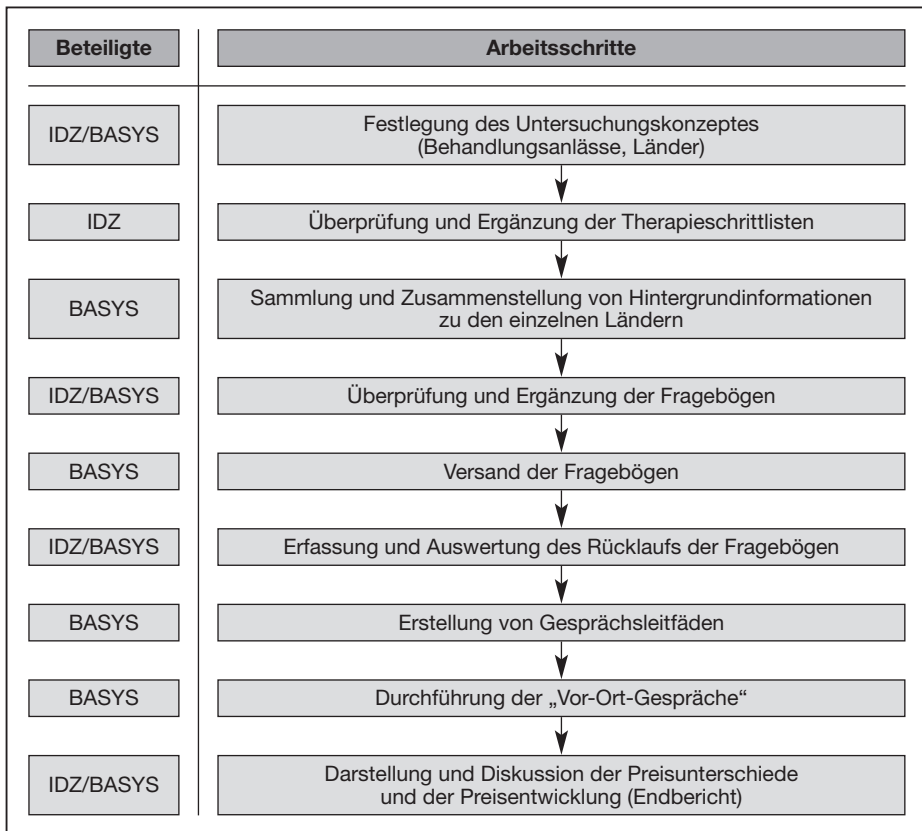 Beteiligte
Arbeitsschritte
IDZ/BASYS
Festlegung des Untersuchungskonzeptes
(Behandlungsanlässe, Länder)
IDZ
Überprüfung und Ergänzung der Therapieschrittlisten
BASYS
Sammlung und Zusammenstellung von Hintergrundinformationen
zu den einzelnen Ländern
IDZ/BASYS
Überprüfung und Ergänzung der Fragebögen
BASYS
Versand der Fragebögen
IDZ/BASYS
Erfassung und Auswertung des Rücklaufs der Fragebögen
BASYS
Erstellung von Gesprächsleitfäden
BASYS
Durchführung der „Vor-Ort-Gespräche“
IDZ/BASYS
Darstellung und Diskussion der Preisunterschiede
und der Preisentwicklung (Endbericht)